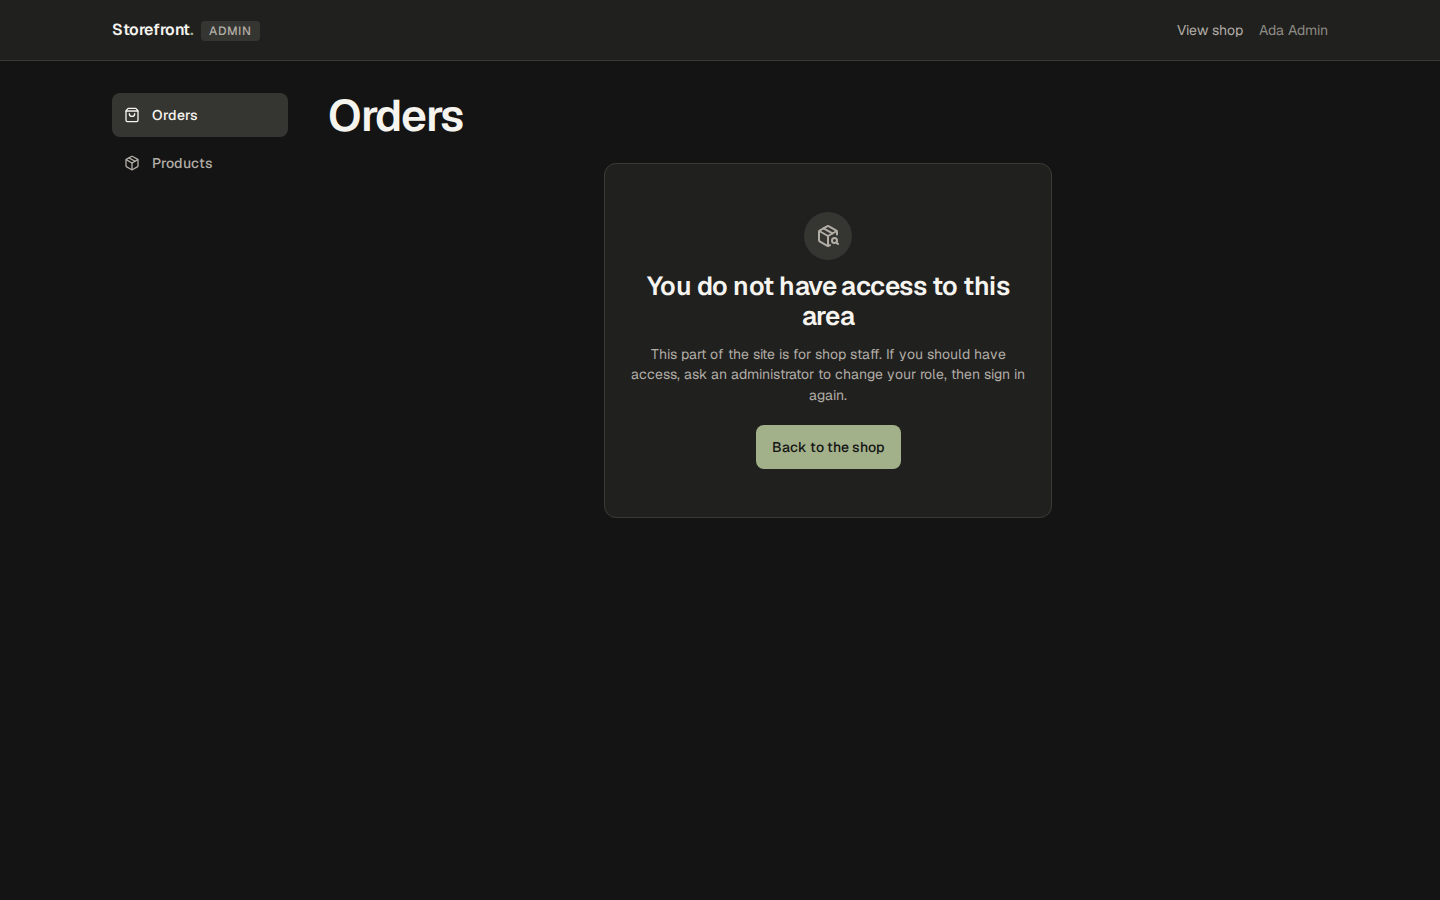 Storefront. ADMIN
View shop Ada Admin
Orders
Products
Orders
You do not have access to this
area
This part of the site is for shop staff. If you should have
access, ask an administrator to change your role, then sign in
again.
Back to the shop